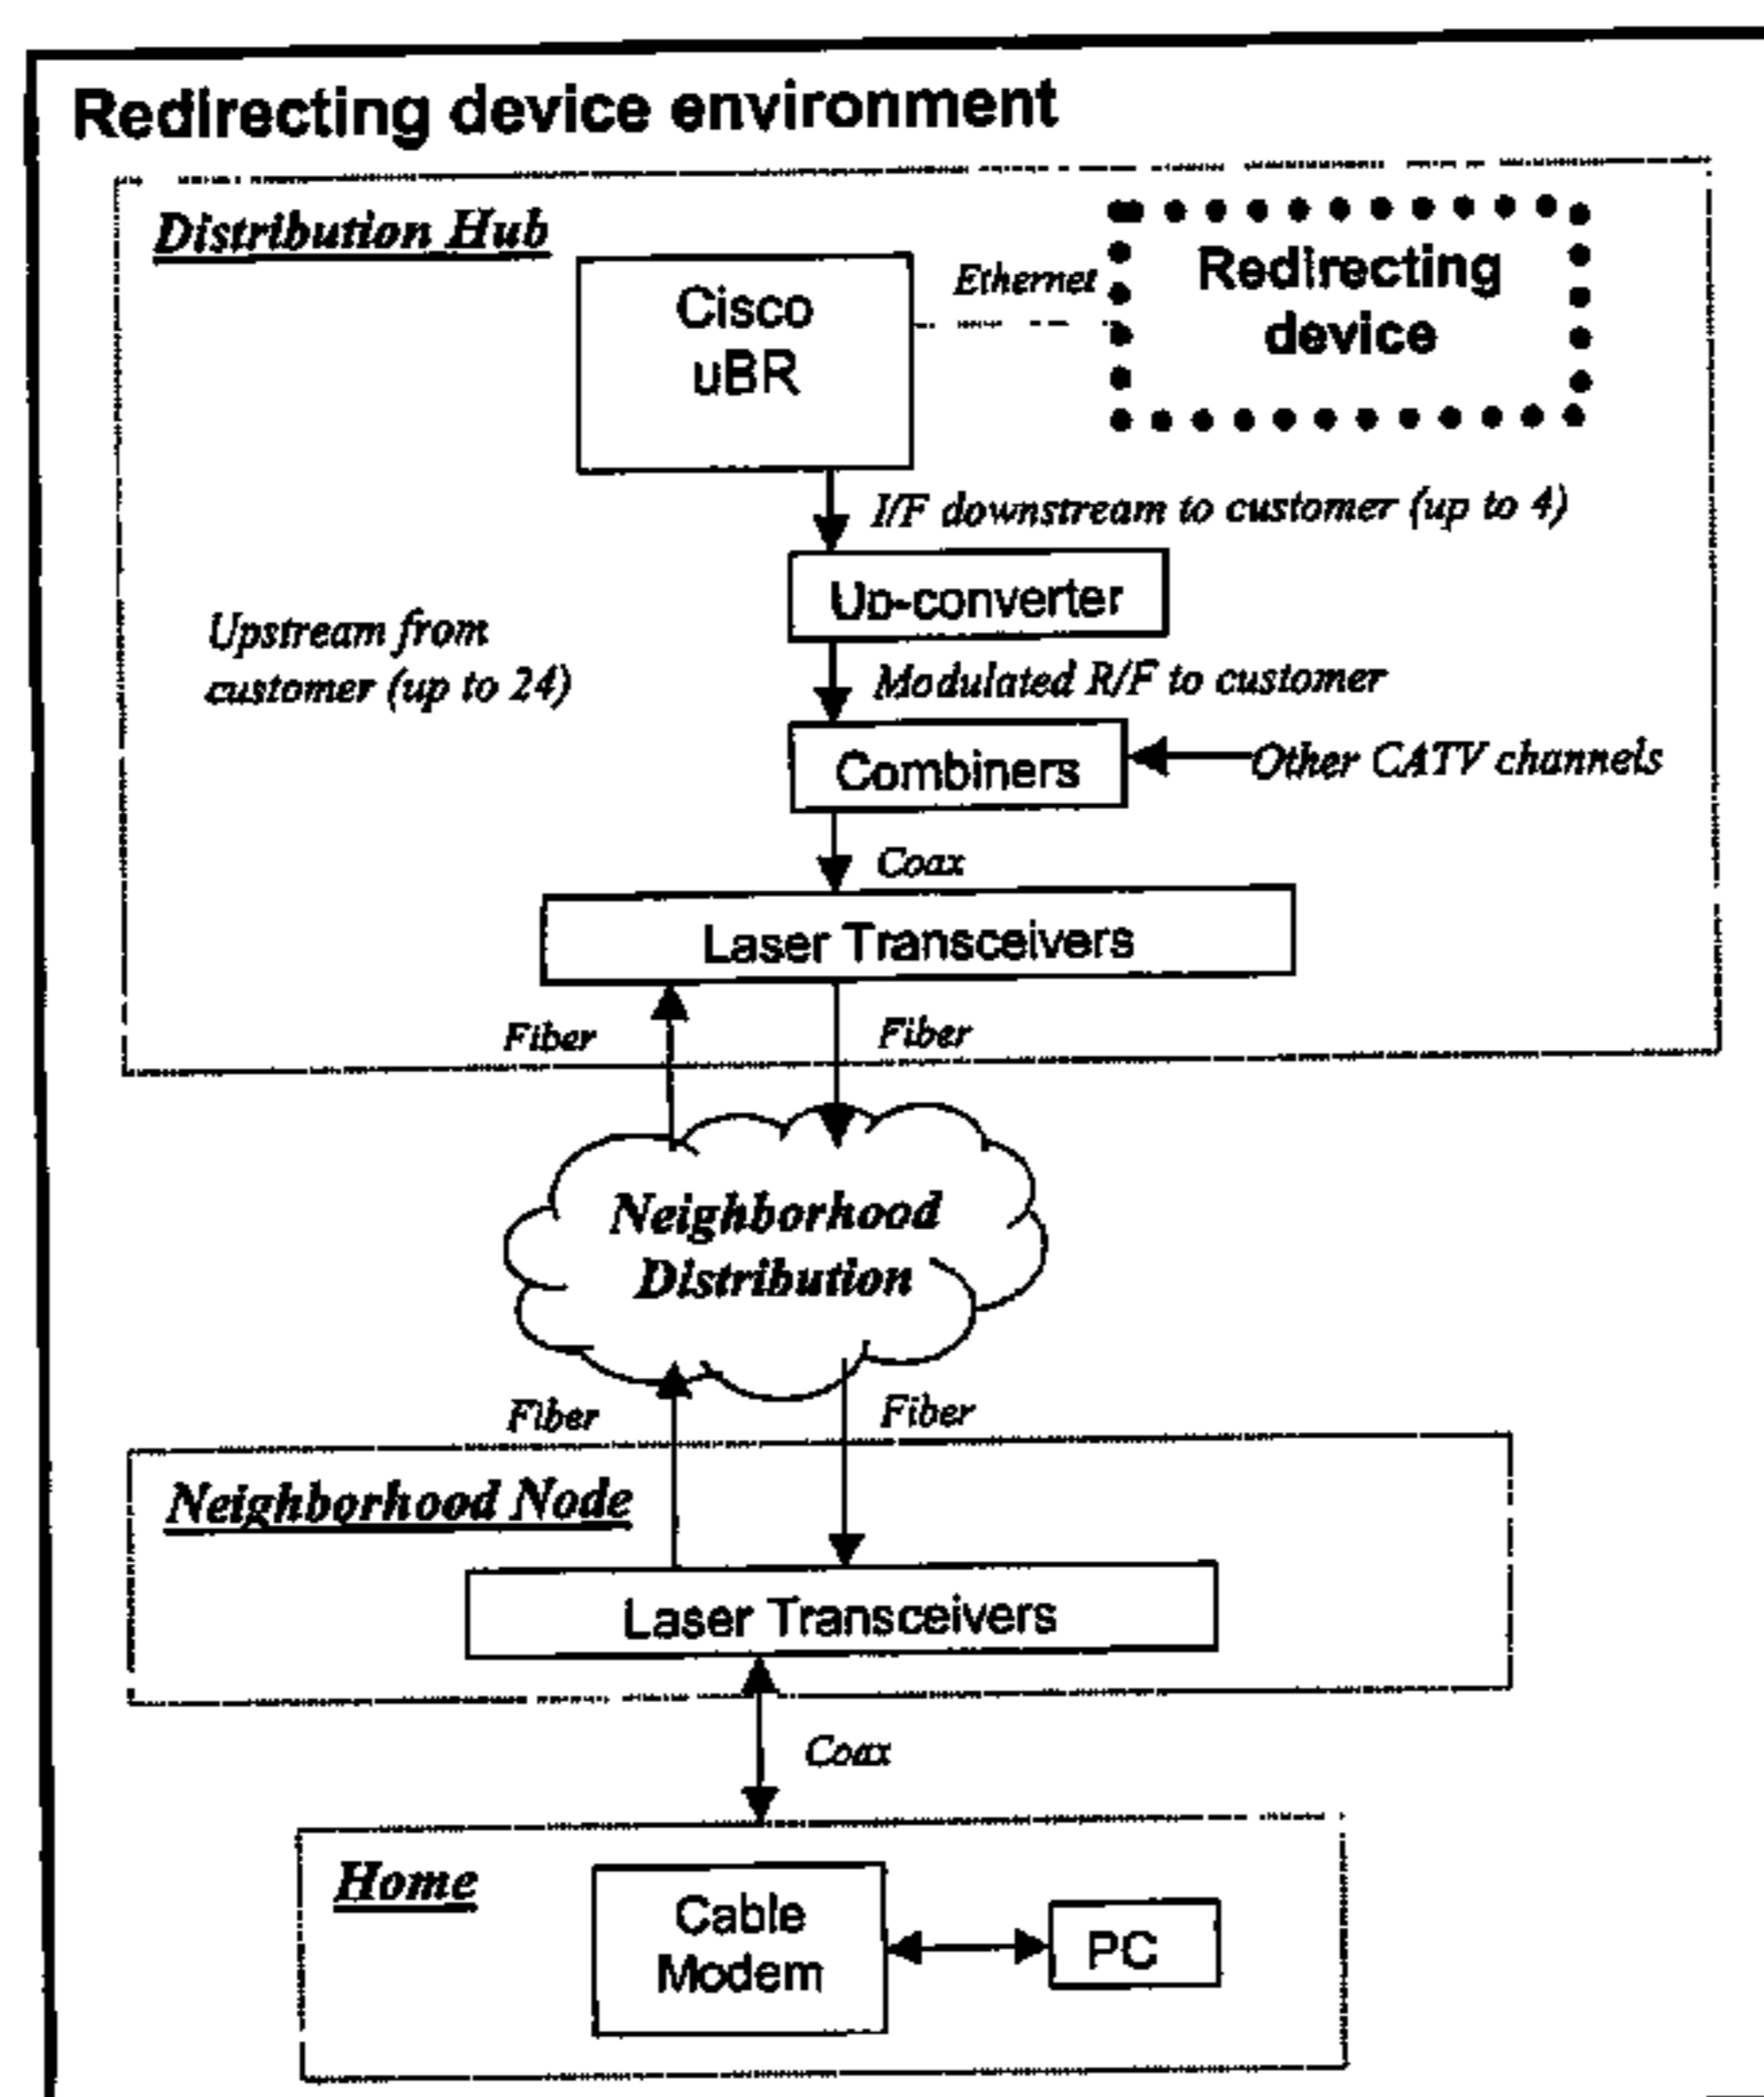 Redirecting device environment
Distribution Hub
Cisco
uBR
Ethernet
Redirecting
device
I/F downstream to customer (up to 4)
Up-converter
Upstream from
customer (up to 24)
Modulated R/F to customer
Combiners
Other CATV channels
Coax
Laser Transceivers
Fiber
Fiber
Neighborhood
Distribution
Fiber
Fiber
Neighborhood Node
Laser Transceivers
Coax
Home
Cable
Modem
PC